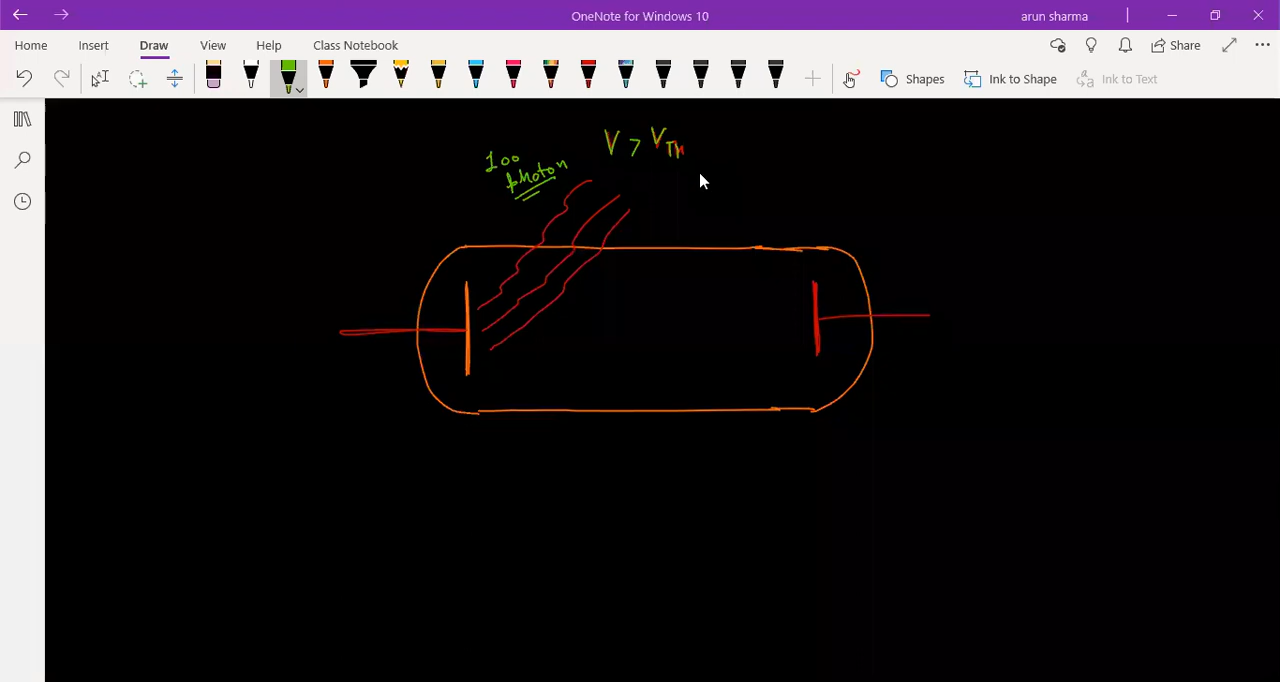 OneNote for Windows 10
arun sharma
Home Insert Draw View Help Class Notebook
Share
Shapes Ink to Shape Ink to Text
V > VTH
100
photon